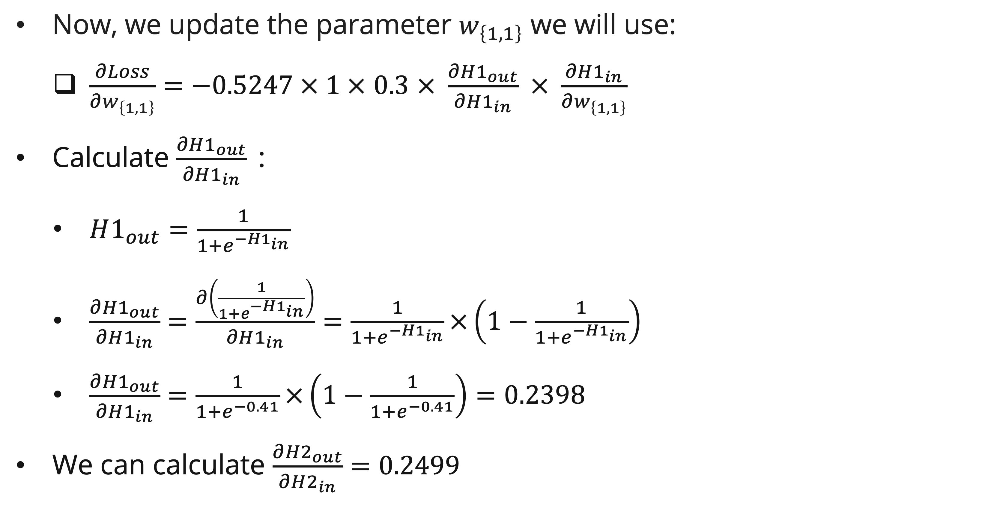 • Now, we update the parameter $w_{\{1,1\}}$ we will use:
❑ $\frac{\partial Loss}{\partial w_{\{1,1\}}} = -0.5247 \times 1 \times 0.3 \times \frac{\partial H1_{out}}{\partial H1_{in}} \times \frac{\partial H1_{in}}{\partial w_{\{1,1\}}}$
• Calculate $\frac{\partial H1_{out}}{\partial H1_{in}}$ :
• $H1_{out} = \frac{1}{1+e^{-H1_{in}}}$
• $\frac{\partial H1_{out}}{\partial H1_{in}} = \frac{\partial \left(\frac{1}{1+e^{-H1_{in}}}\right)}{\partial H1_{in}} = \frac{1}{1+e^{-H1_{in}}} \times \left(1 - \frac{1}{1+e^{-H1_{in}}}\right)$
• $\frac{\partial H1_{out}}{\partial H1_{in}} = \frac{1}{1+e^{-0.41}} \times \left(1 - \frac{1}{1+e^{-0.41}}\right) = 0.2398$
• We can calculate $\frac{\partial H2_{out}}{\partial H2_{in}} = 0.2499$